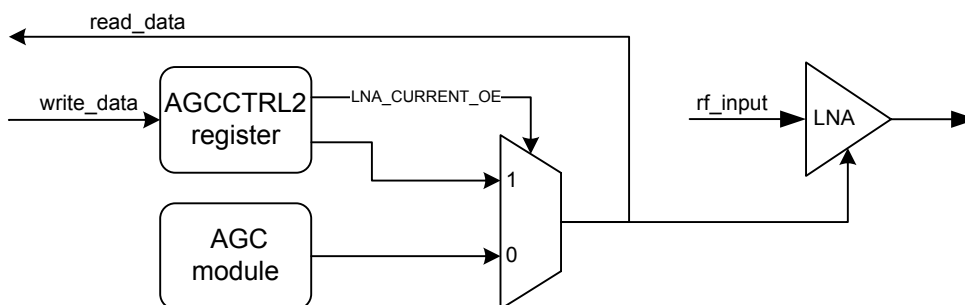 read_data
write_data
AGCCTRL2
register
LNA_CURRENT_OE
rf_input
LNA
1
0
AGC
module